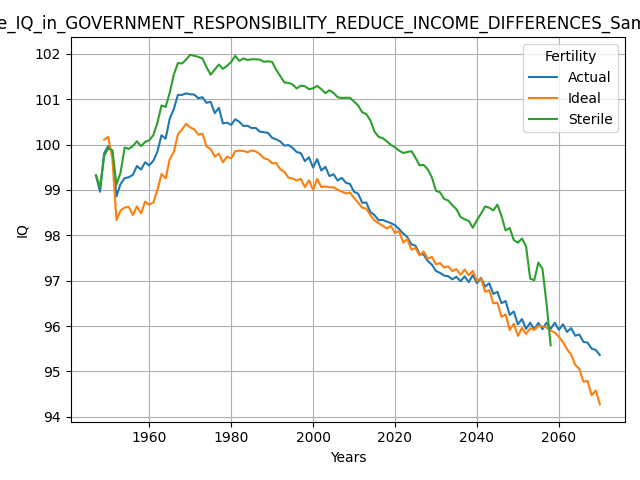 e_IQ_in_GOVERNMENT_RESPONSIBILITY_REDUCE_INCOME_DIFFERENCES_Sam
Fertility
Actual
Ideal
Sterile
102
101
100
99
98
97
96
95
94
IQ
1960 1980 2000 2020 2040 2060
Years